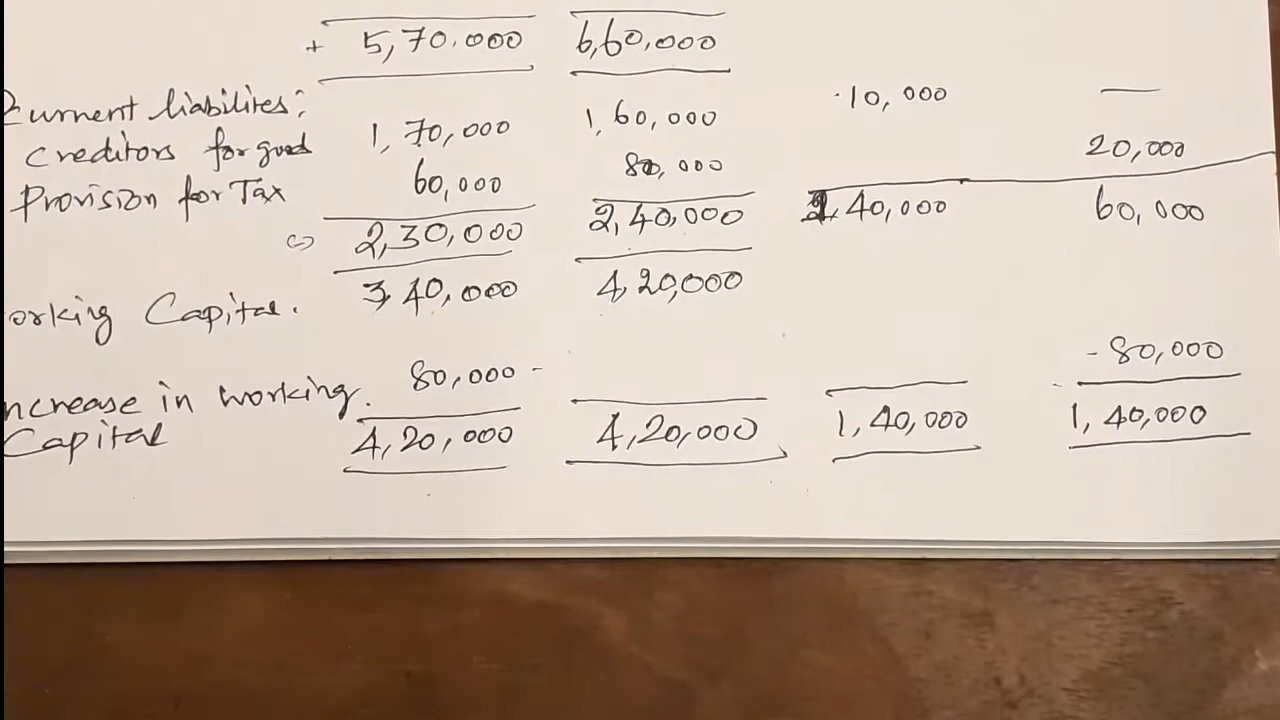 + 5,70,000 6,60,000
Current liabilities:
10,000 —
Creditors for good 1,70,000 1,60,000
20,000
Provision for Tax 60,000 80,000
(-) 2,30,000 2,40,000 1,40,000 60,000
orking Capital. 3,40,000 4,20,000
ncrease in working. 80,000 - - 80,000
Capital 4,20,000 4,20,000 1,40,000 1,40,000